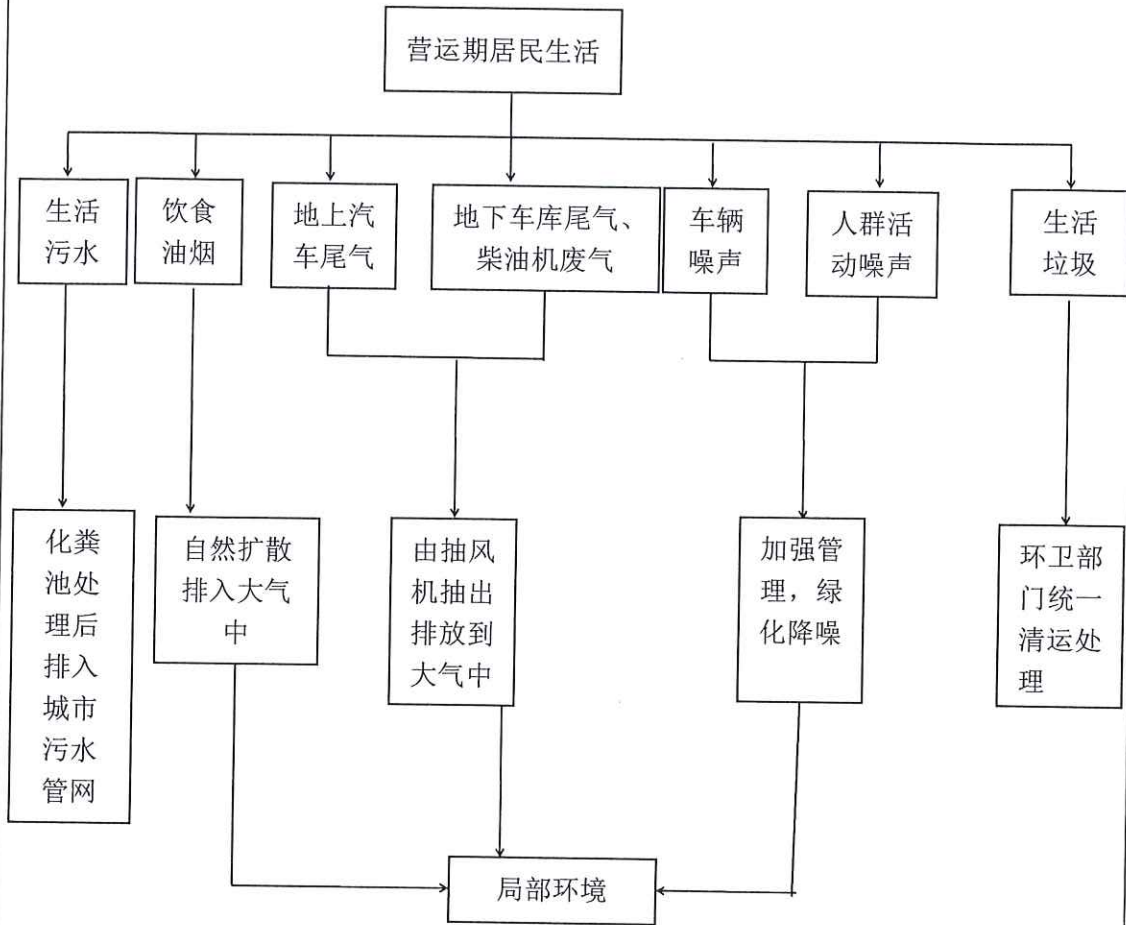 营运期居民生活
生活
污水
饮食
油烟
地上汽
车尾气
地下车库尾气、
柴油机废气
车辆
噪声
人群活
动噪声
生活
垃圾
化粪
池处
理后
排入
城市
污水
管网
自然扩散
排入大气
中
由抽风
机抽出
排放到
大气中
加强管
理，绿
化降噪
环卫部
门统一
清运处
理
局部环境